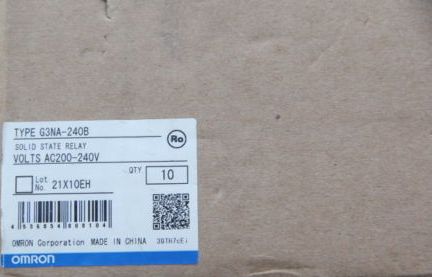 TYPE G3NA-240B
SOLID STATE RELAY
VOLTS AC200-240V
Ro
Lot No. 21X10EH
QTY 10
OMRON Corporation MADE IN CHINA
OMRON